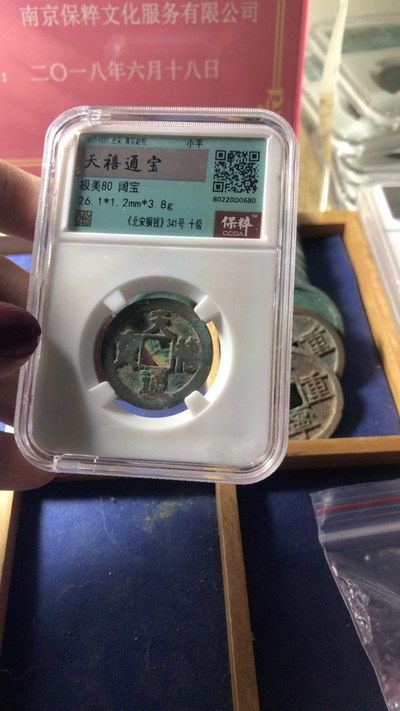 南京保粹文化服务有限公司
：二〇一八年六月十八日
小平
天禧通宝
极美80 阔宝
26.1*1.2mm*3.8g
80220D0680
《北宋铜钱》341号 十级
保粹
CCGA
天